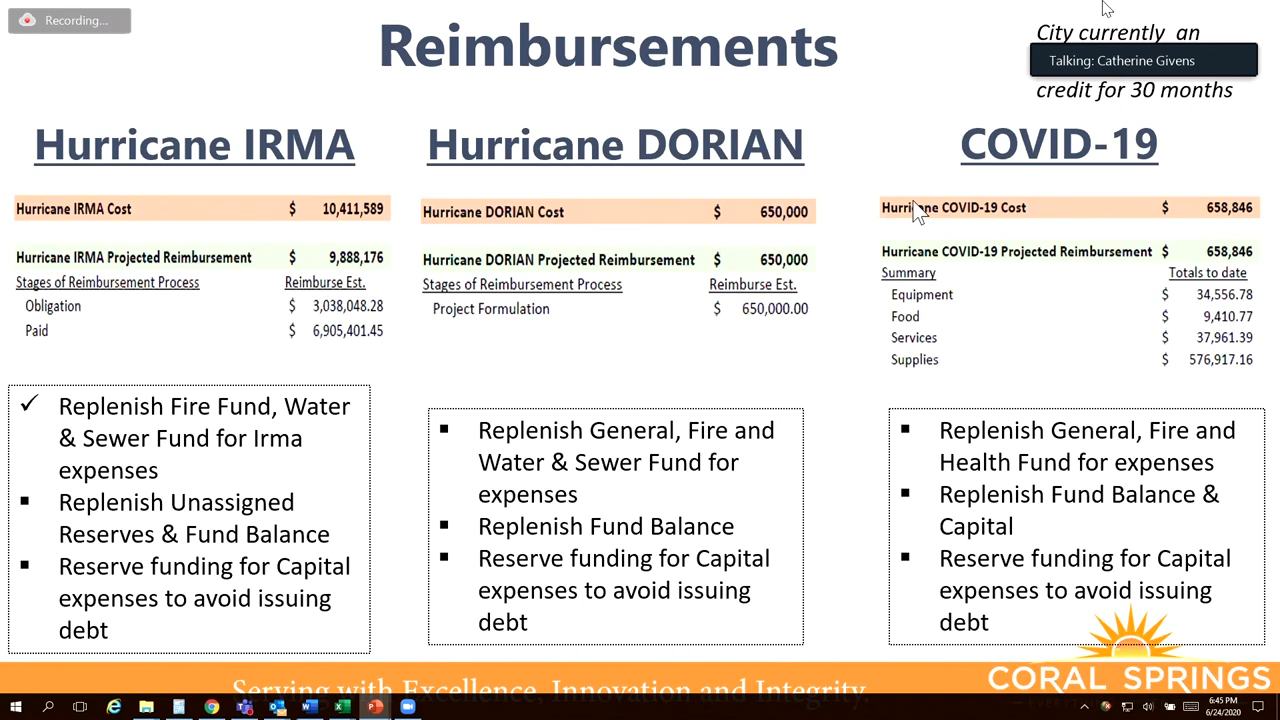 Recording...
Reimbursements
City currently an
Talking: Catherine Givens
credit for 30 months
Hurricane IRMA
Hurricane IRMA Cost $ 10,411,589
Hurricane IRMA Projected Reimbursement $ 9,888,176
Stages of Reimbursement Process Reimburse Est.
Obligation $ 3,038,048.28
Paid $ 6,905,401.45
✓ Replenish Fire Fund, Water
& Sewer Fund for Irma
expenses
▪ Replenish Unassigned
Reserves & Fund Balance
▪ Reserve funding for Capital
expenses to avoid issuing
debt
Hurricane DORIAN
Hurricane DORIAN Cost $ 650,000
Hurricane DORIAN Projected Reimbursement $ 650,000
Stages of Reimbursement Process Reimburse Est.
Project Formulation $ 650,000.00
▪ Replenish General, Fire and
Water & Sewer Fund for
expenses
▪ Replenish Fund Balance
▪ Reserve funding for Capital
expenses to avoid issuing
debt
COVID-19
Hurricane COVID-19 Cost $ 658,846
Hurricane COVID-19 Projected Reimbursement $ 658,846
Summary Totals to date
Equipment $ 34,556.78
Food $ 9,410.77
Services $ 37,961.39
Supplies $ 576,917.16
▪ Replenish General, Fire and
Health Fund for expenses
▪ Replenish Fund Balance &
Capital
▪ Reserve funding for Capital
expenses to avoid issuing
debt
Serving with Excellence, Innovation and Integrity.
CORAL SPRINGS
6:45 PM
6/24/2020